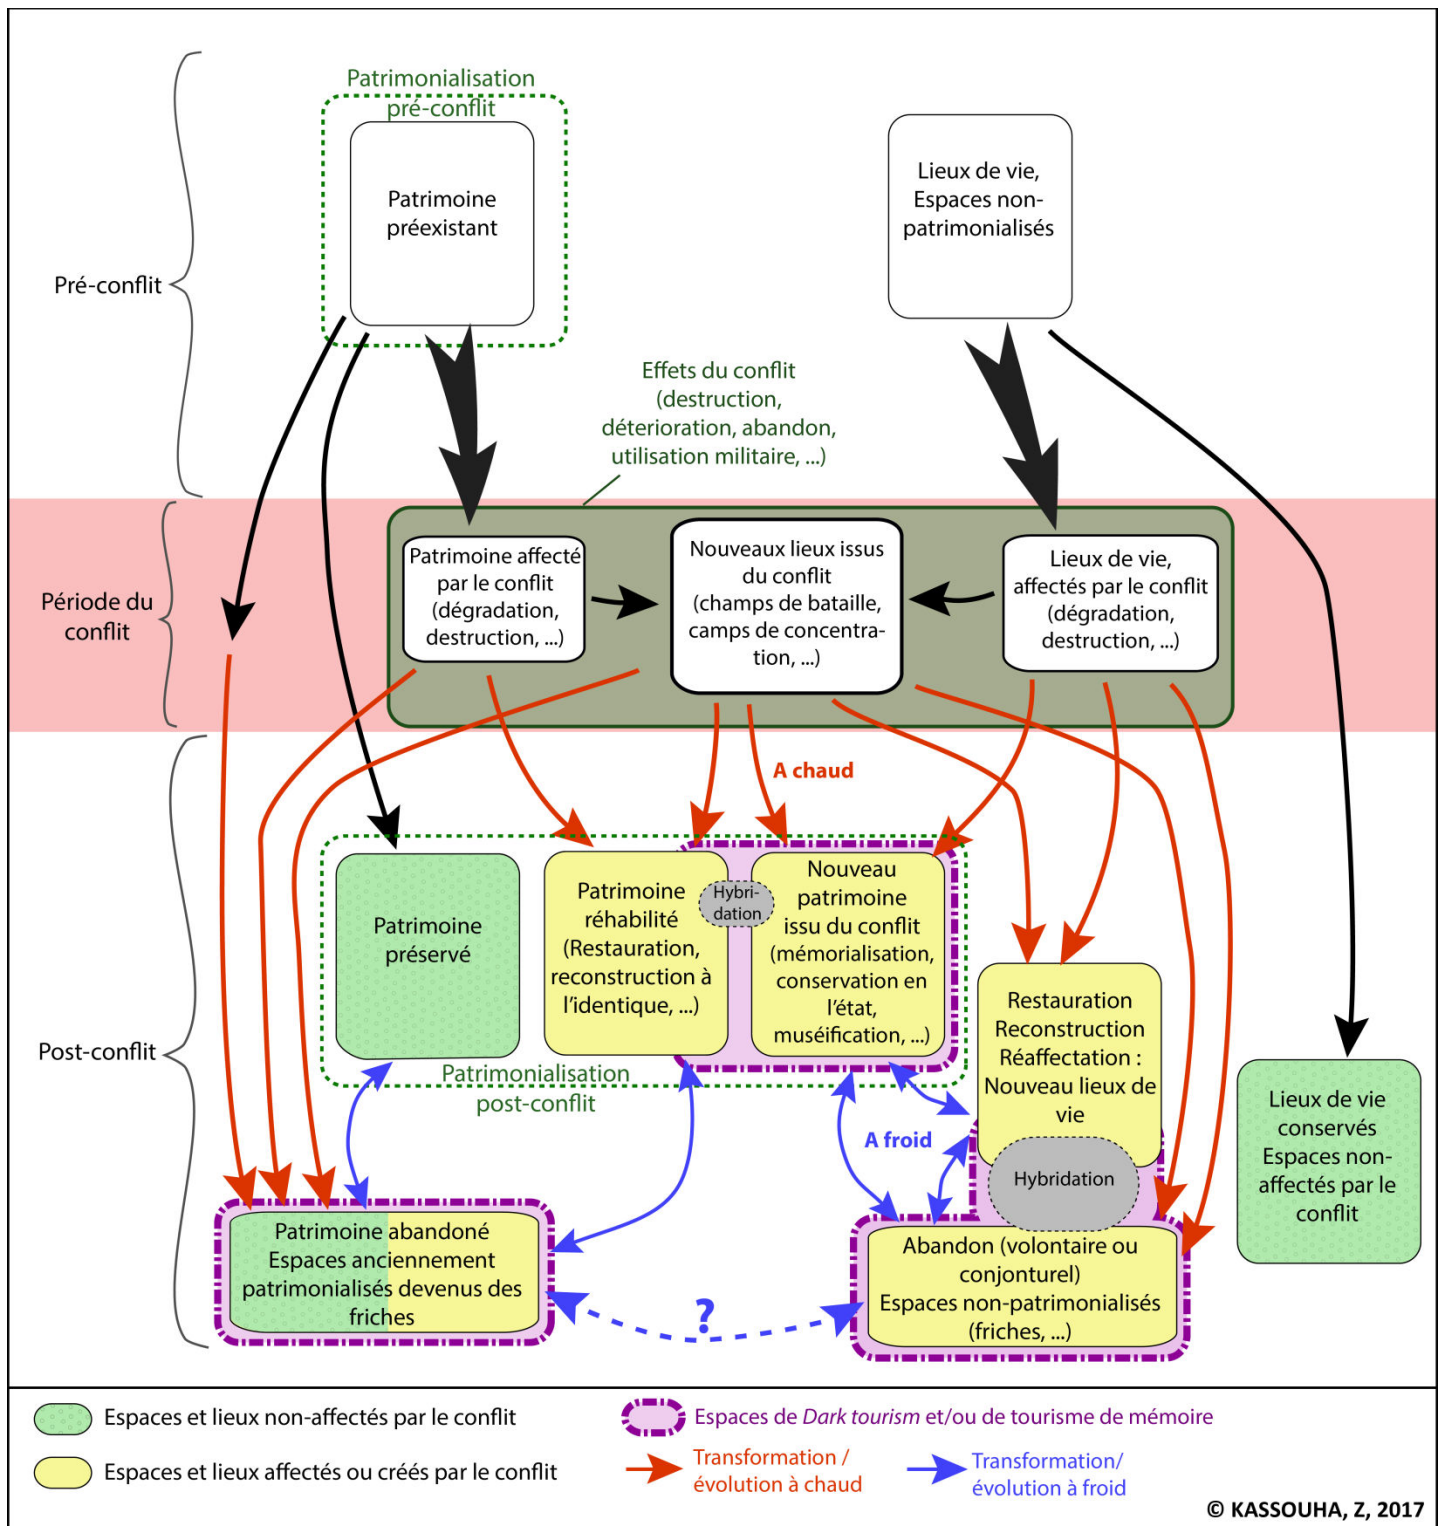 Patrimonialisation
pré-conflit
Patrimoine
préexistant
Lieux de vie,
Espaces non-
patrimonialisés
Pré-conflit
Effets du conflit
(destruction,
déterioration, abandon,
utilisation militaire, ...)
Période du
conflit
Patrimoine affecté
par le conflit
(dégradation,
destruction, ...)
Nouveaux lieux issus
du conflit
(champs de bataille,
camps de concentra-
tion, ...)
Lieux de vie,
affectés par le conflit
(dégradation,
destruction, ...)
A chaud
Post-conflit
Patrimoine
préservé
Patrimoine
réhabilité
(Restauration,
reconstruction à
l'identique, ...)
Hybri-
dation
Nouveau
patrimoine
issu du conflit
(mémorialisation,
conservation en
l'état,
muséification, ...)
Patrimonialisation
post-conflit
Restauration
Reconstruction
Réaffectation :
Nouveau lieux de
vie
A froid
Hybridation
Lieux de vie
conservés
Espaces non-
affectés par le
conflit
Patrimoine abandoné
Espaces anciennement
patrimonialisés devenus des
friches
?
Abandon (volontaire ou
conjonturel)
Espaces non-patrimonialisés
(friches, ...)
Espaces et lieux non-affectés par le conflit
Espaces et lieux affectés ou créés par le conflit
Espaces de Dark tourism et/ou de tourisme de mémoire
Transformation /
évolution à chaud
Transformation/
évolution à froid
© KASSOUHA, Z, 2017